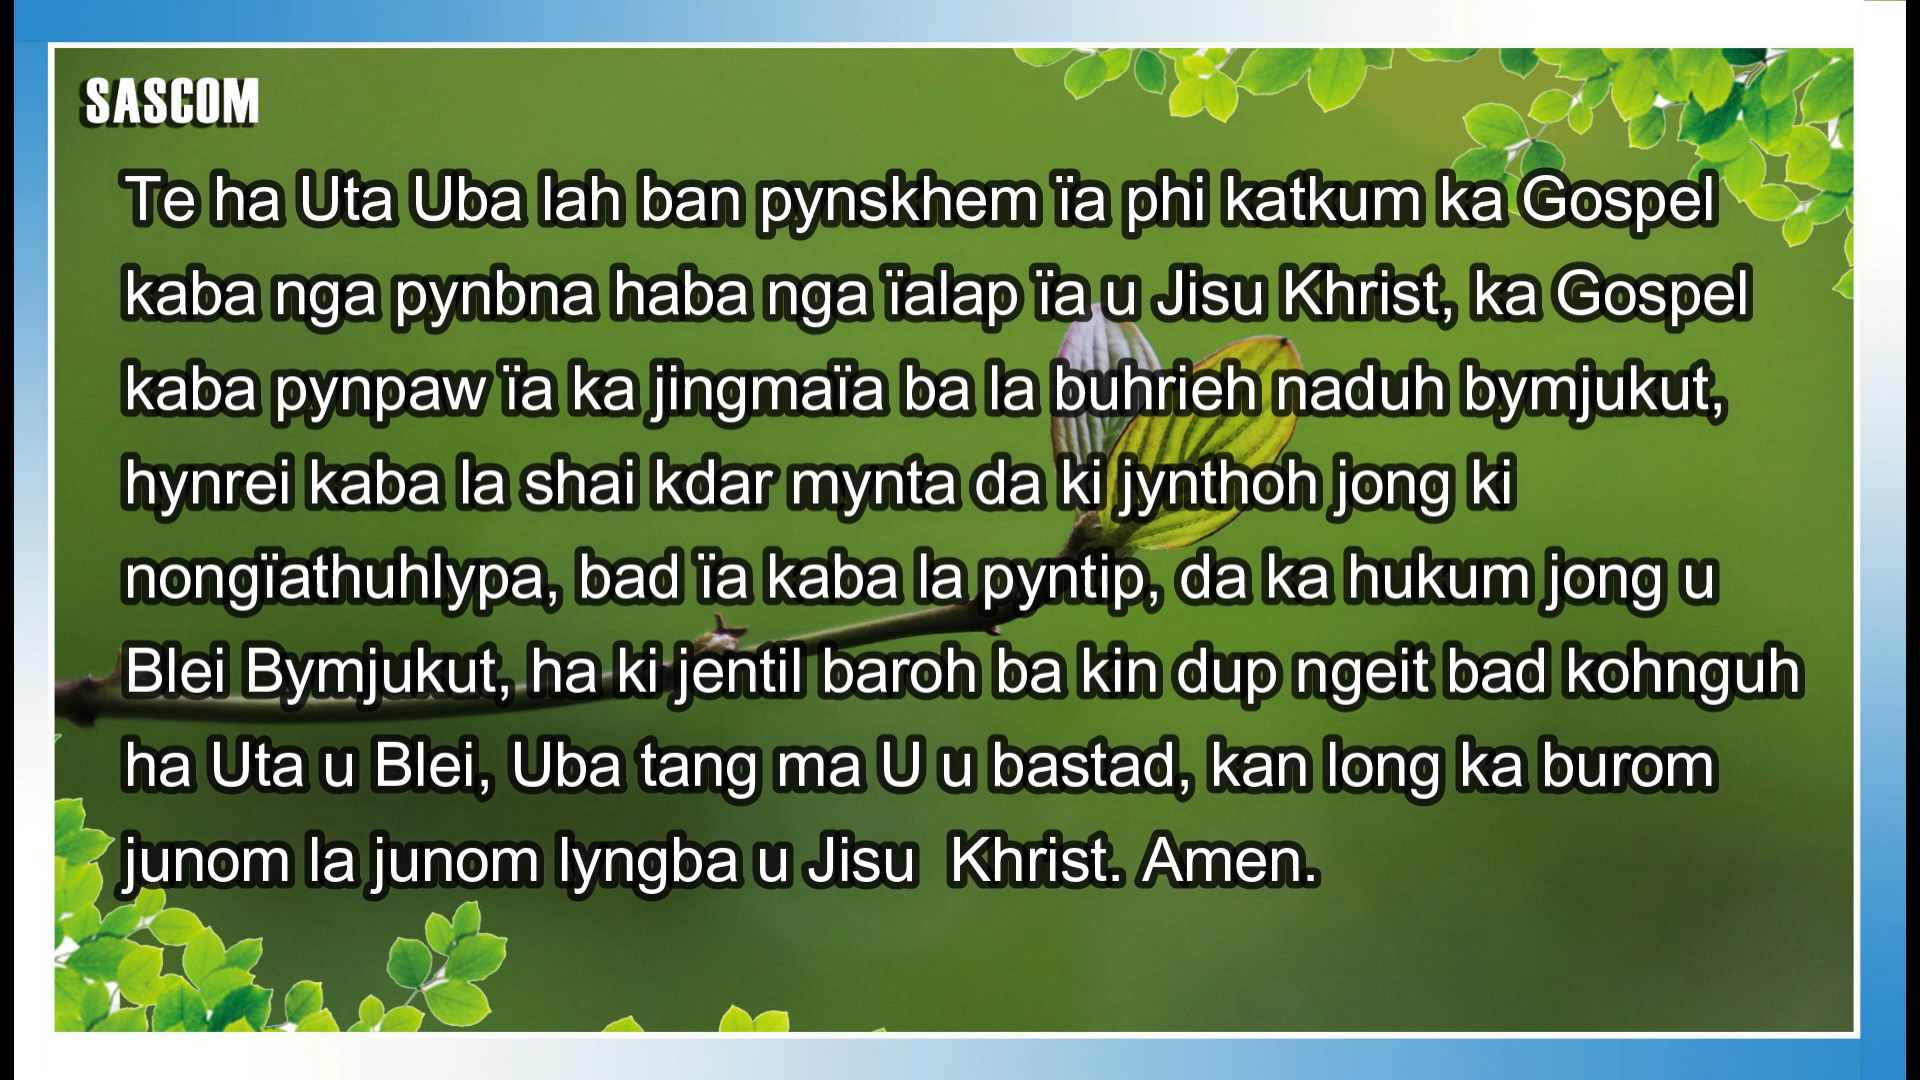 SASCOM
Te ha Uta Uba lah ban pynskhem ïa phi katkum ka Gospel
kaba nga pynbna haba nga ïalap ïa u Jisu Khrist, ka Gospel
kaba pynpaw ïa ka jingmaïa ba la buhrieh naduh bymjukut,
hynrei kaba la shai kdar mynta da ki jynthoh jong ki
nongïathuhlypa, bad ïa kaba la pyntip, da ka hukum jong u
Blei Bymjukut, ha ki jentil baroh ba kin dup ngeit bad kohnguh
ha Uta u Blei, Uba tang ma U u bastad, kan long ka burom
junom la junom lyngba u Jisu  Khrist. Amen.